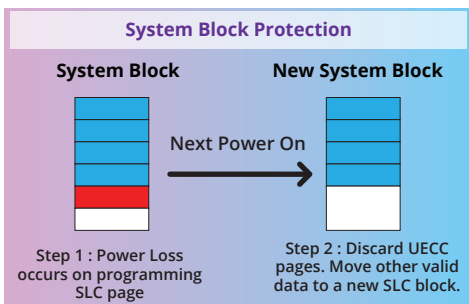 System Block Protection
System Block
New System Block
Next Power On
Step 1 : Power Loss
occurs on programming
SLC page
Step 2 : Discard UECC
pages. Move other valid
data to a new SLC block.